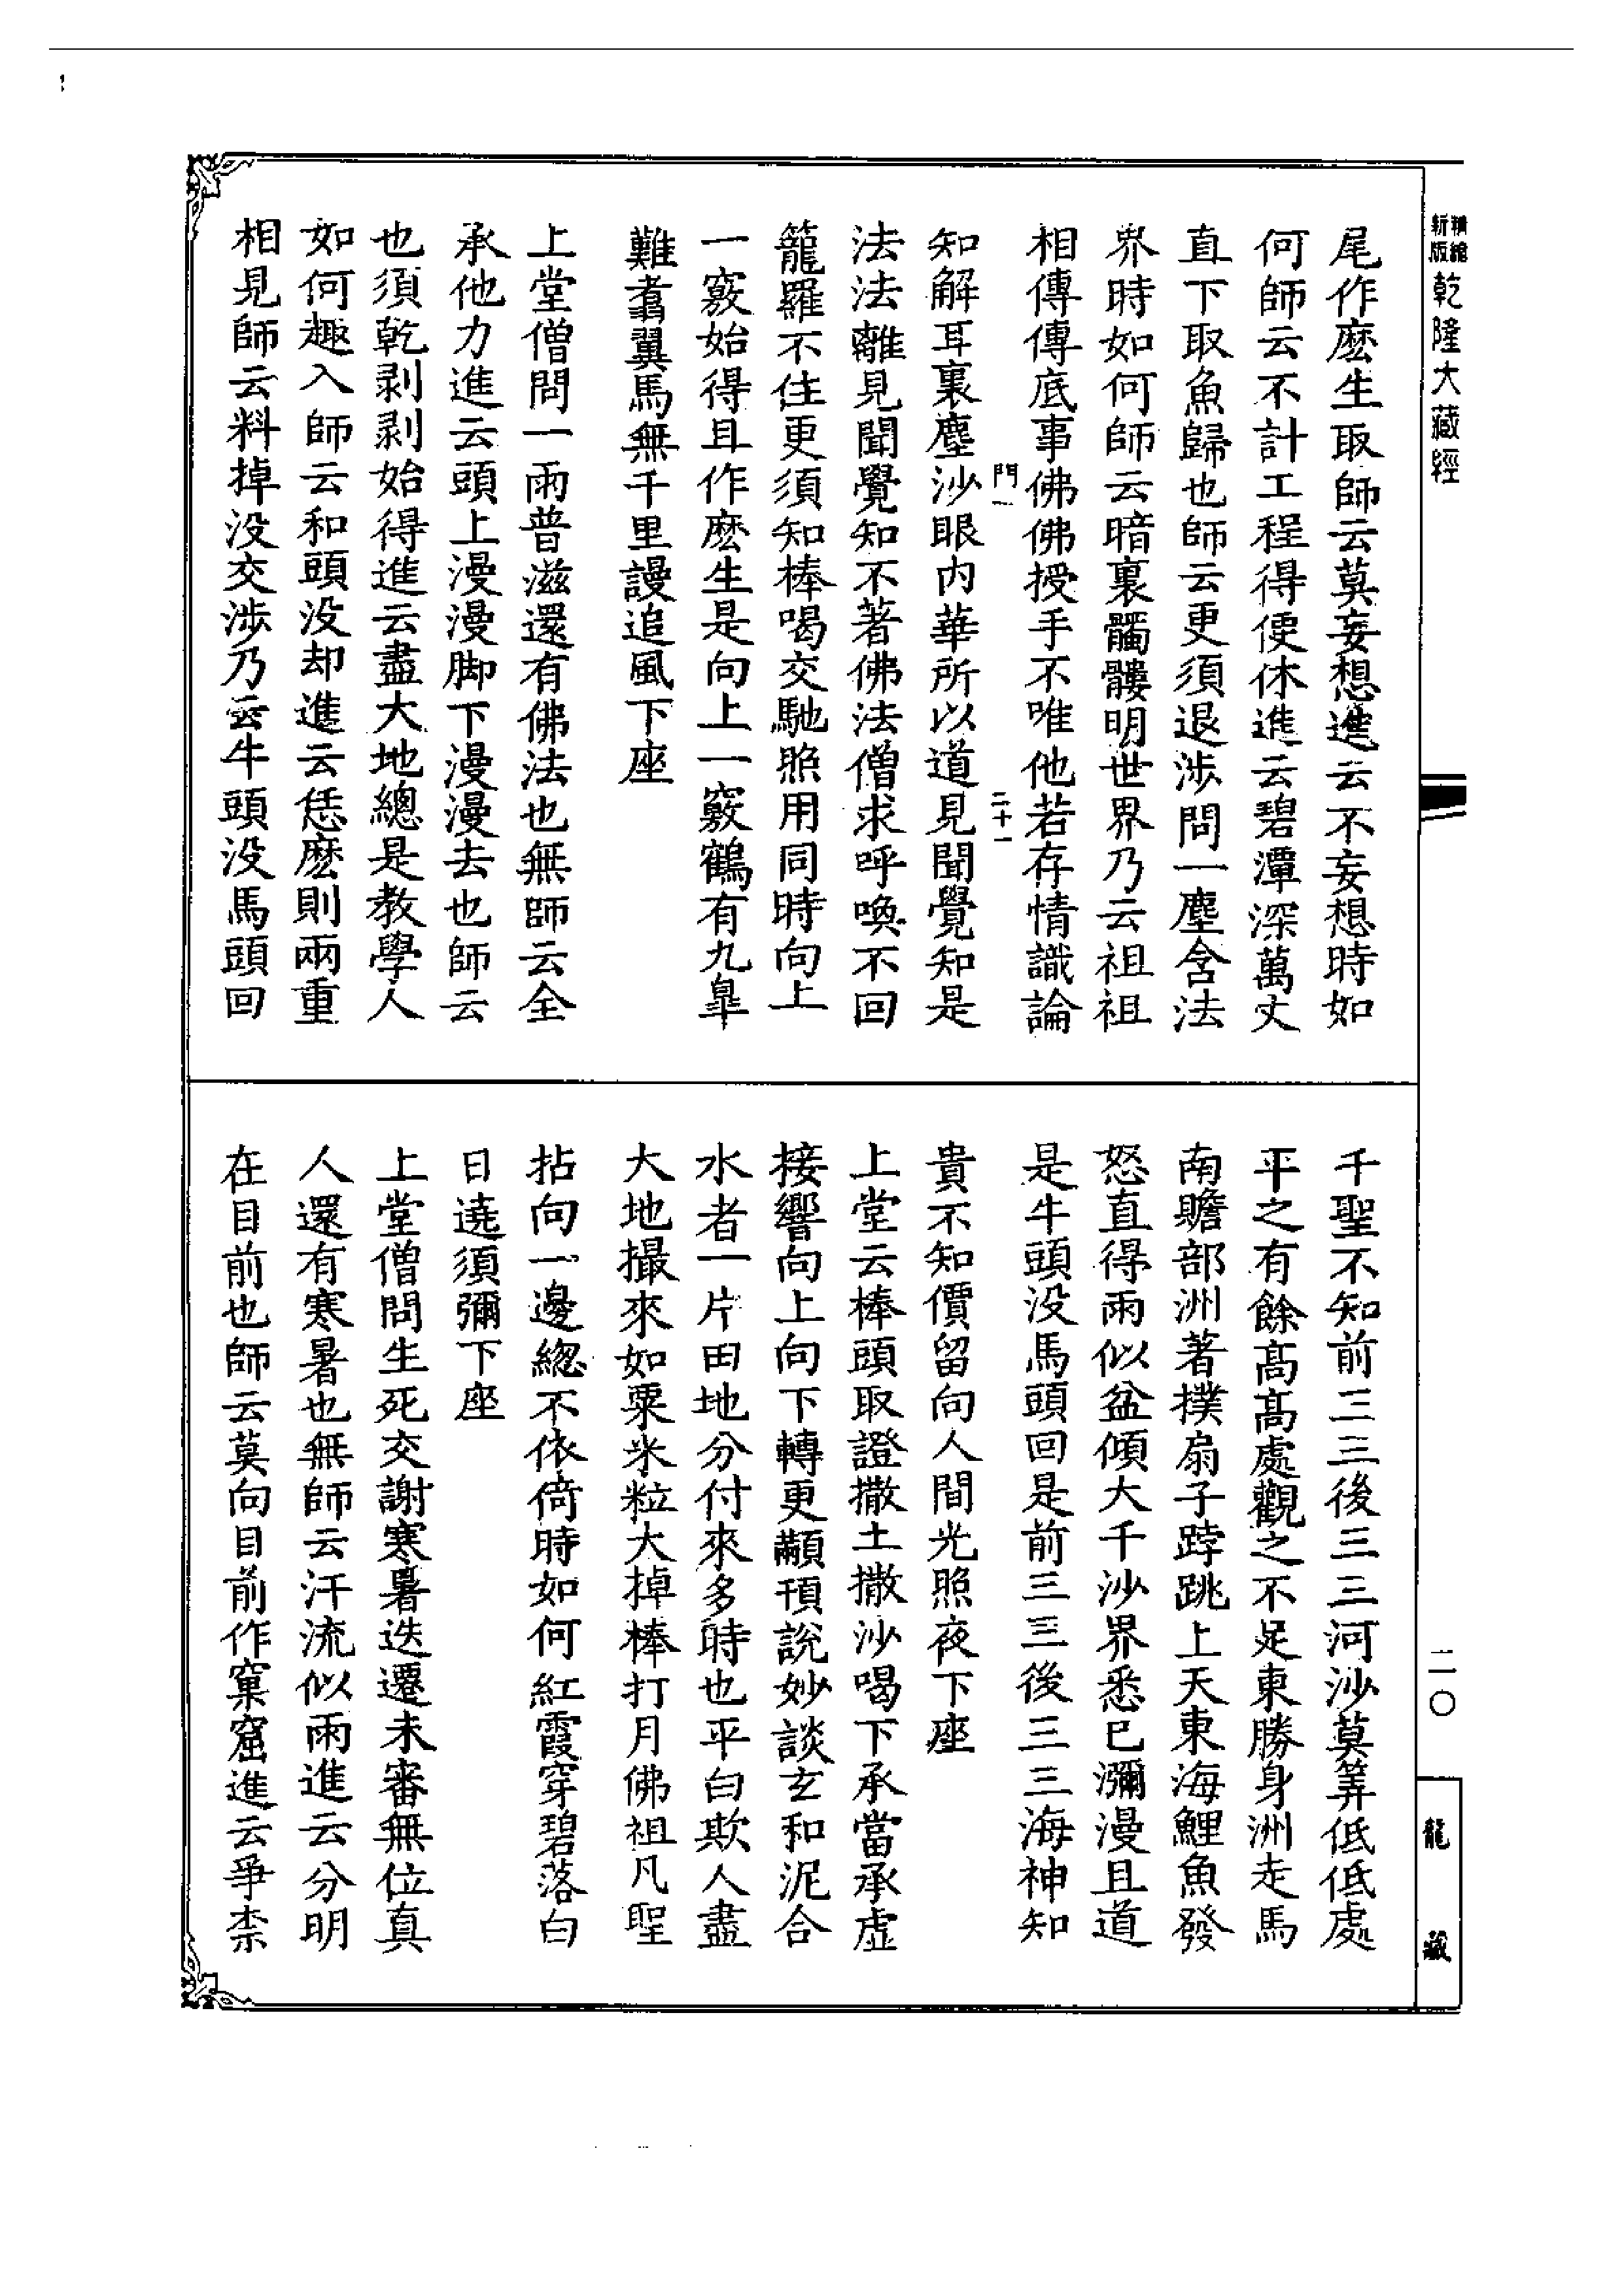 精縮
新版
乾隆大藏經
尾作麽生取師云莫妄想進云不妄想時如
何師云不計工程得便休進云碧潭深萬丈
直下取魚歸也師云更須退涉問一塵含法
界時如何師云暗裏髑髏明世界乃云祖祖
相傳傳底事佛佛授手不唯他若存情識論
門一
二十一
知解耳裏塵沙眼内華所以道見聞覺知是
法法離見聞覺知不著佛法僧求呼喚不回
籠羅不住更須知棒喝交馳照用同時向上
一竅始得且作麽生是向上一竅鶴有九臯
難翥翼馬無千里謾追風下座
上堂僧問一雨普滋還有佛法也無師云全
承他力進云頭上漫漫脚下漫漫去也師云
也須乾剥剥始得進云盡大地總是教學人
如何趣入師云和頭没却進云恁麽則兩重
相見師云料掉没交涉乃云牛頭没馬頭回
千聖不知前三三後三三河沙莫筭低低處
平之有餘髙髙處觀之不足東勝身洲走馬
南贍部洲著撲扇子踍跳上天東海鯉魚發
怒直得雨似盆傾大千沙界悉已瀰漫且道
是牛頭没馬頭回是前三三後三三海神知
貴不知價留向人間光照夜下座
上堂云棒頭取證撒土撒沙喝下承當承虚
接響向上向下轉更顢頇説妙談玄和泥合
水者一片田地分付來多時也平白欺人盡
大地撮來如粟米粒大掉棒打月佛祖凡聖
拈向一邊緫不依倚時如何紅霞穿碧落白
日遶須彌下座
上堂僧問生死交謝寒暑迭遷未審無位真
人還有寒暑也無師云汗流似雨進云分明
在目前也師云莫向目前作窠窟進云爭柰
二〇
龍藏